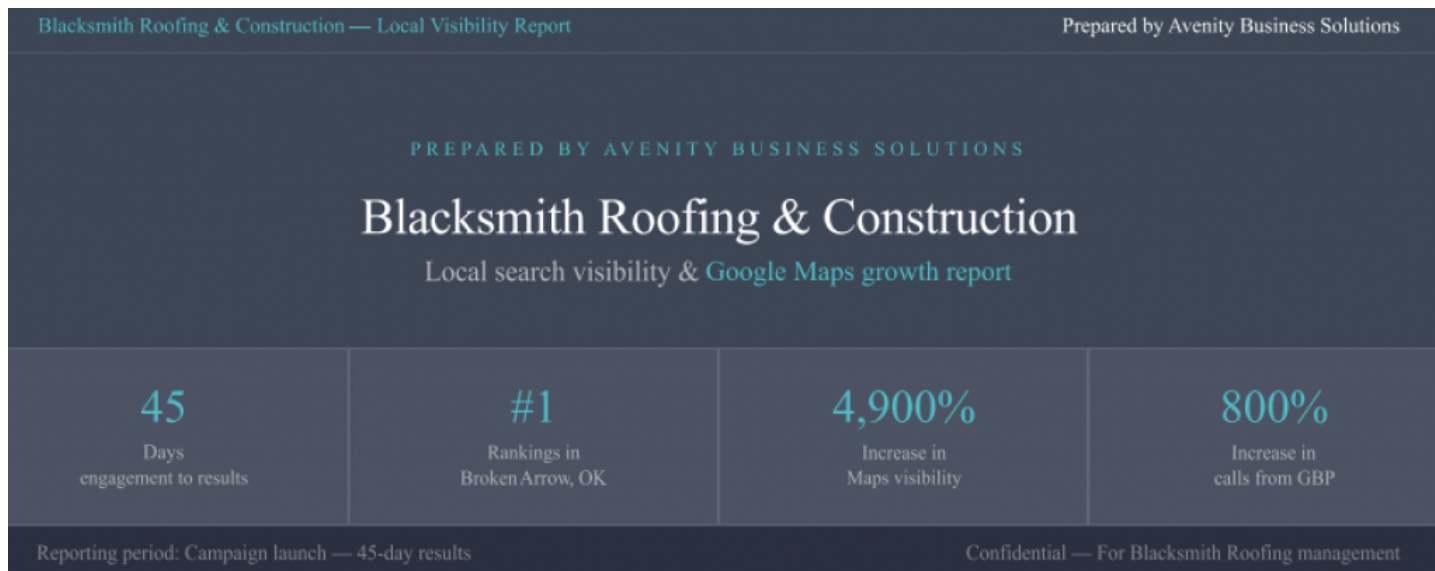 Blacksmith Roofing & Construction — Local Visibility Report
Prepared by Avenity Business Solutions
PREPARED BY AVENITY BUSINESS SOLUTIONS
Blacksmith Roofing & Construction
Local search visibility & Google Maps growth report
45
Days
engagement to results
#1
Rankings in
Broken Arrow, OK
4,900%
Increase in
Maps visibility
800%
Increase in
calls from GBP
Reporting period: Campaign launch — 45-day results
Confidential — For Blacksmith Roofing management